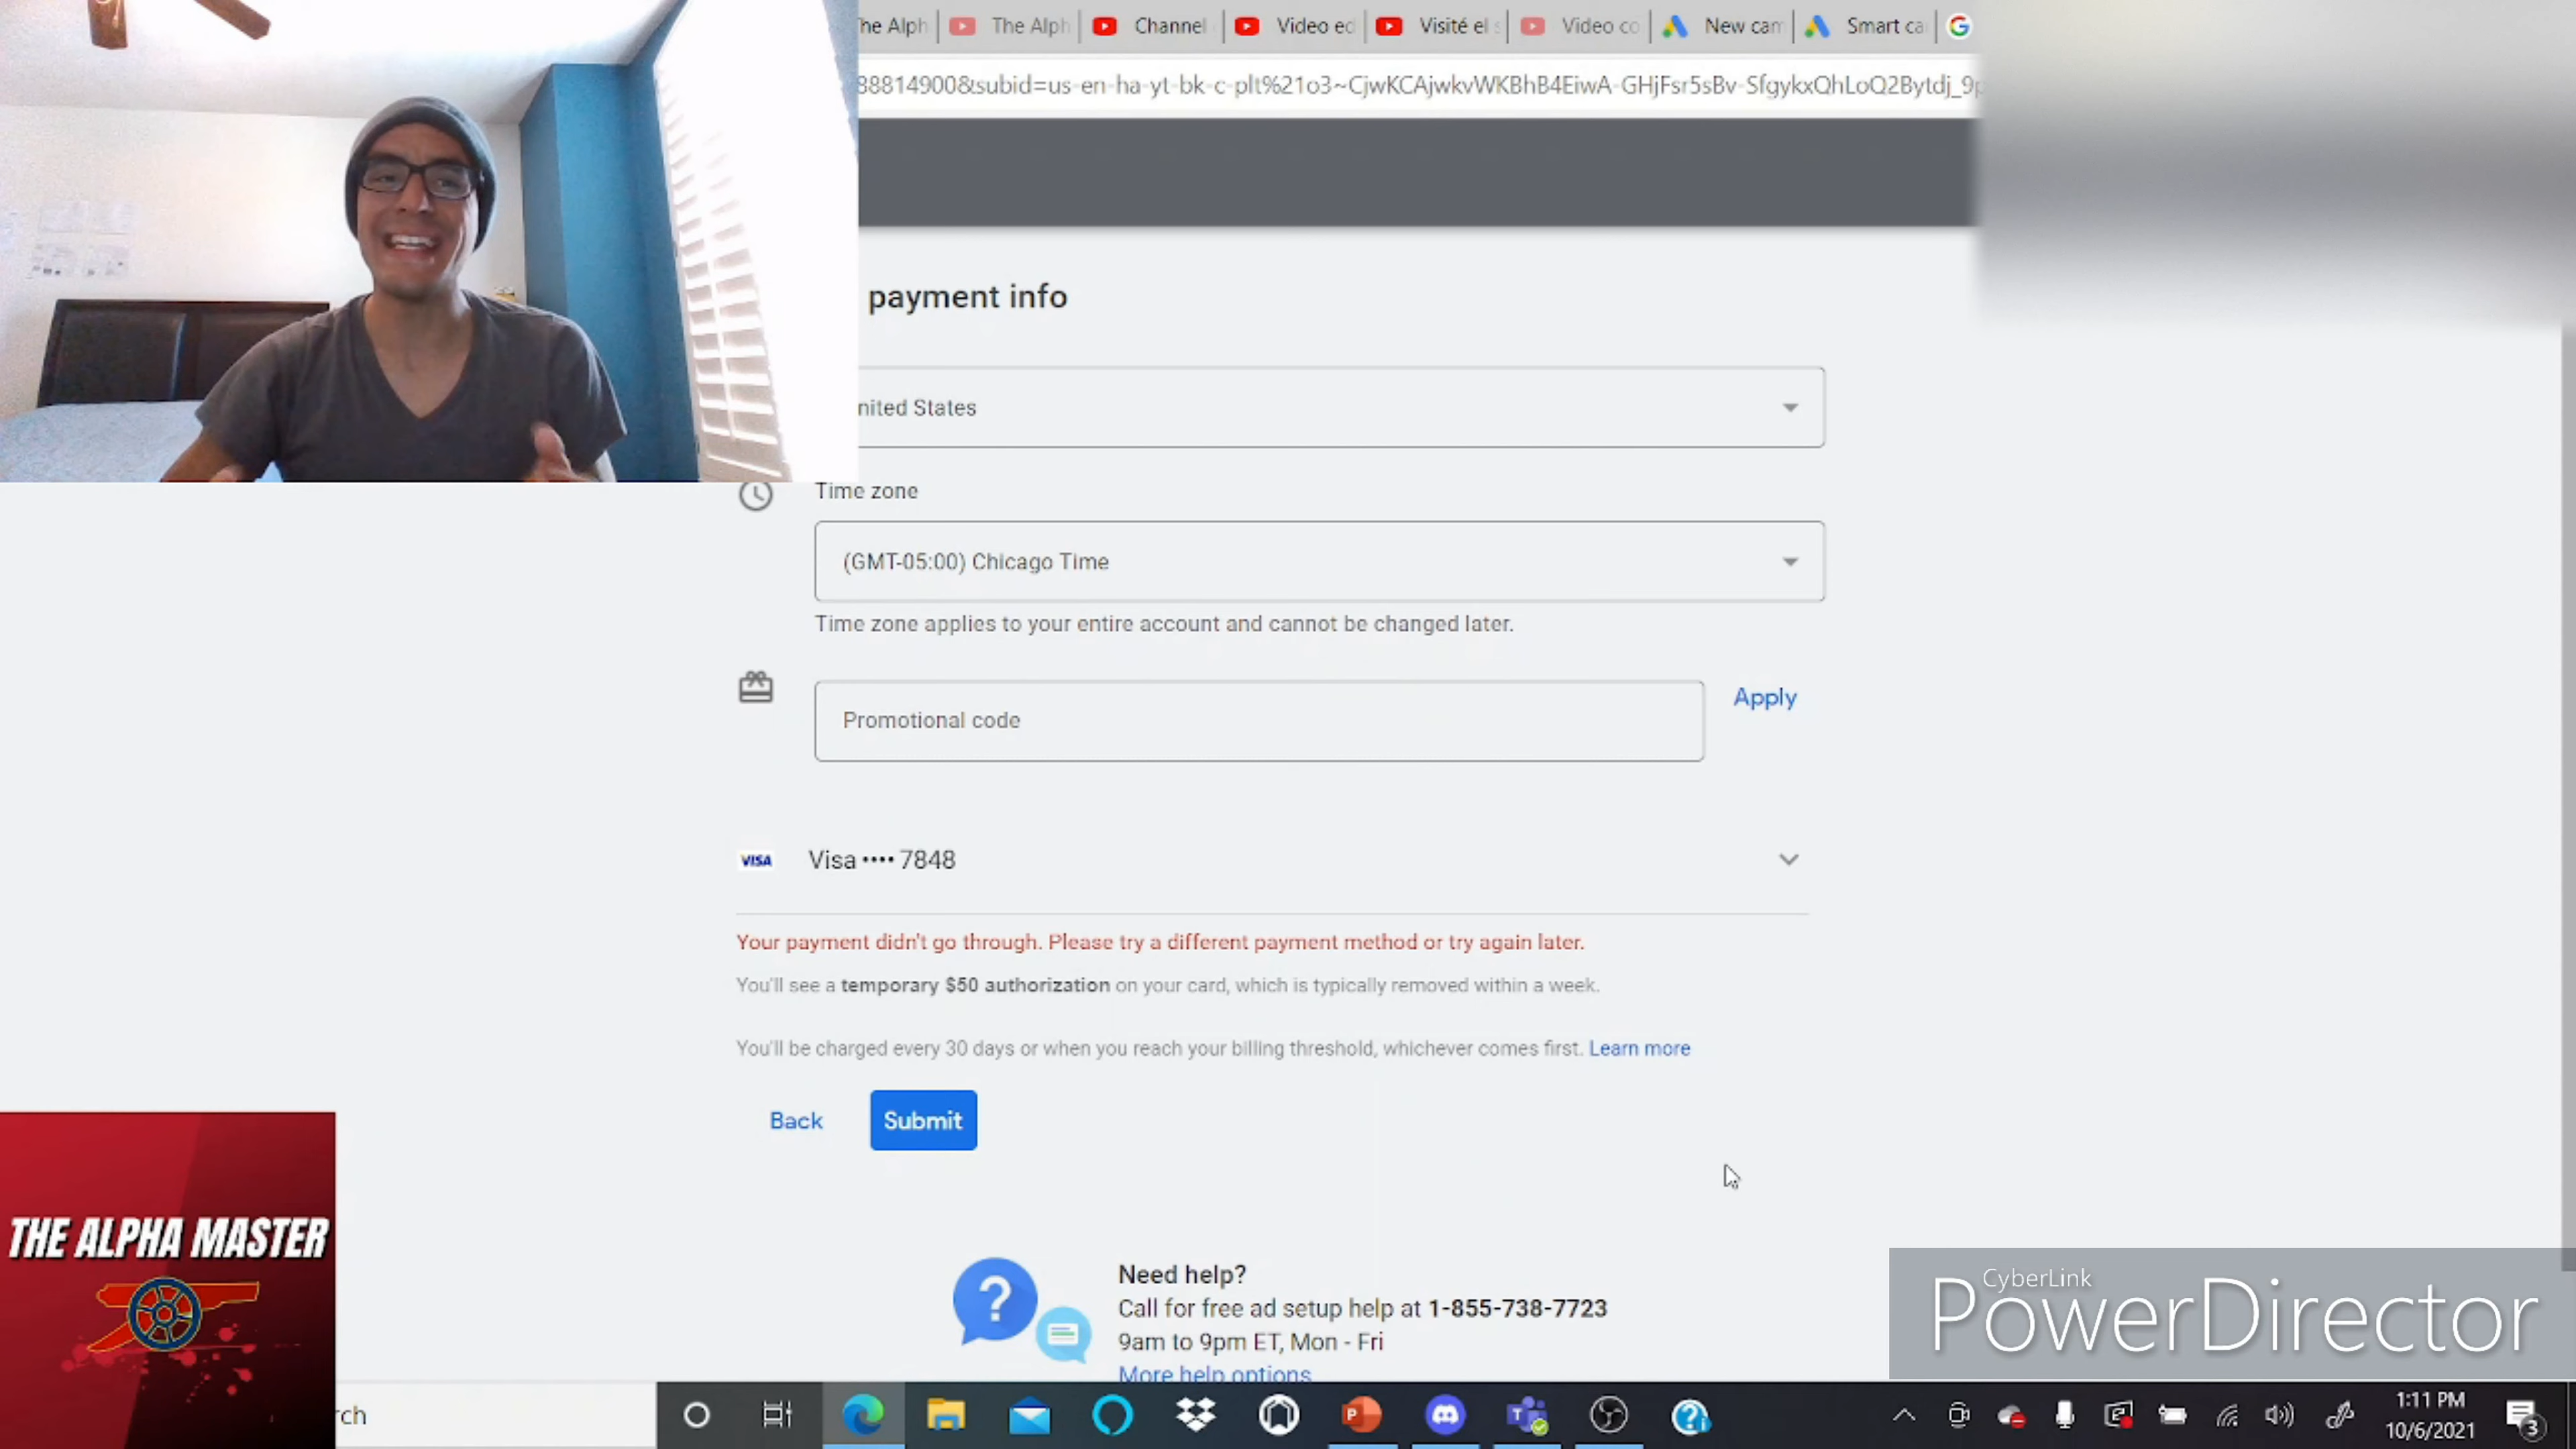 he Alph
The Alph
Channel
Video ed
Visité el s
Video co
New cam
Smart ca
88814900&subid=us-en-ha-yt-bk-c-plt%21o3~CjwKCAjwkvWKBhB4EiwA-GHjFsr5sBv-SfgykxQhLoQ2Bytdj_9p
payment info
nited States
Time zone
(GMT-05:00) Chicago Time
Time zone applies to your entire account and cannot be changed later.
Promotional code
Apply
VISA
Visa •••• 7848
Your payment didn't go through. Please try a different payment method or try again later.
You'll see a temporary $50 authorization on your card, which is typically removed within a week.
You'll be charged every 30 days or when you reach your billing threshold, whichever comes first. Learn more
Back
Submit
THE ALPHA MASTER
Need help?
Call for free ad setup help at 1-855-738-7723
9am to 9pm ET, Mon - Fri
More help options
CyberLink
PowerDirector
rch
1:11 PM
10/6/2021
3